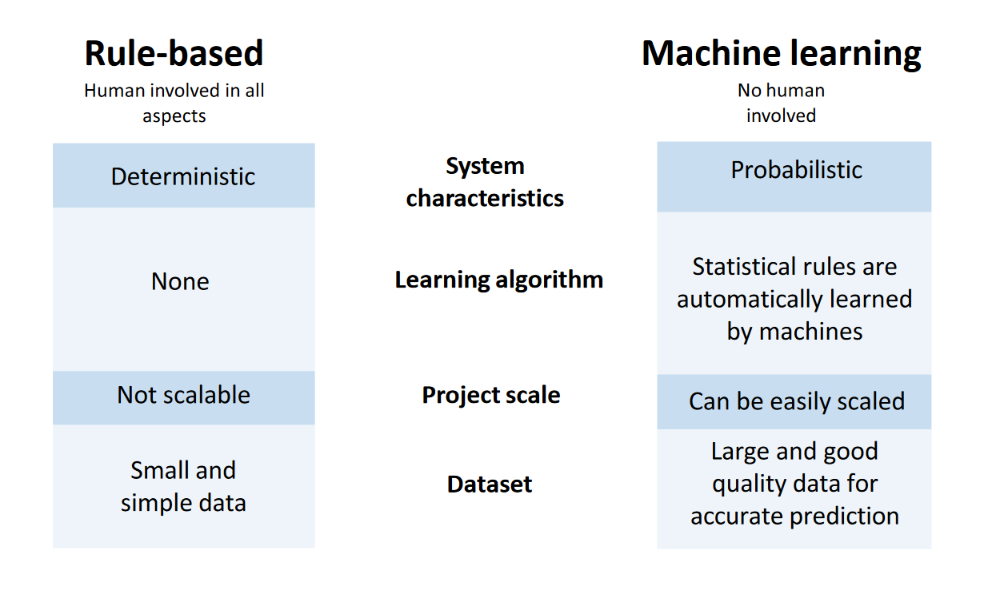 Rule-based
Human involved in all
aspects
Machine learning
No human
involved
Deterministic
System
characteristics
Probabilistic
None
Learning algorithm
Statistical rules are
automatically learned
by machines
Not scalable
Project scale
Can be easily scaled
Small and
simple data
Dataset
Large and good
quality data for
accurate prediction